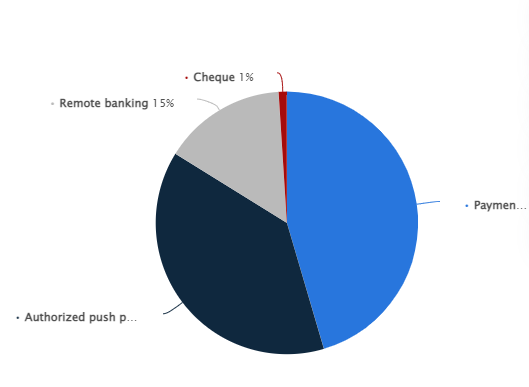 Cheque 1%
Remote banking 15%
Paymen...
Authorized push p...